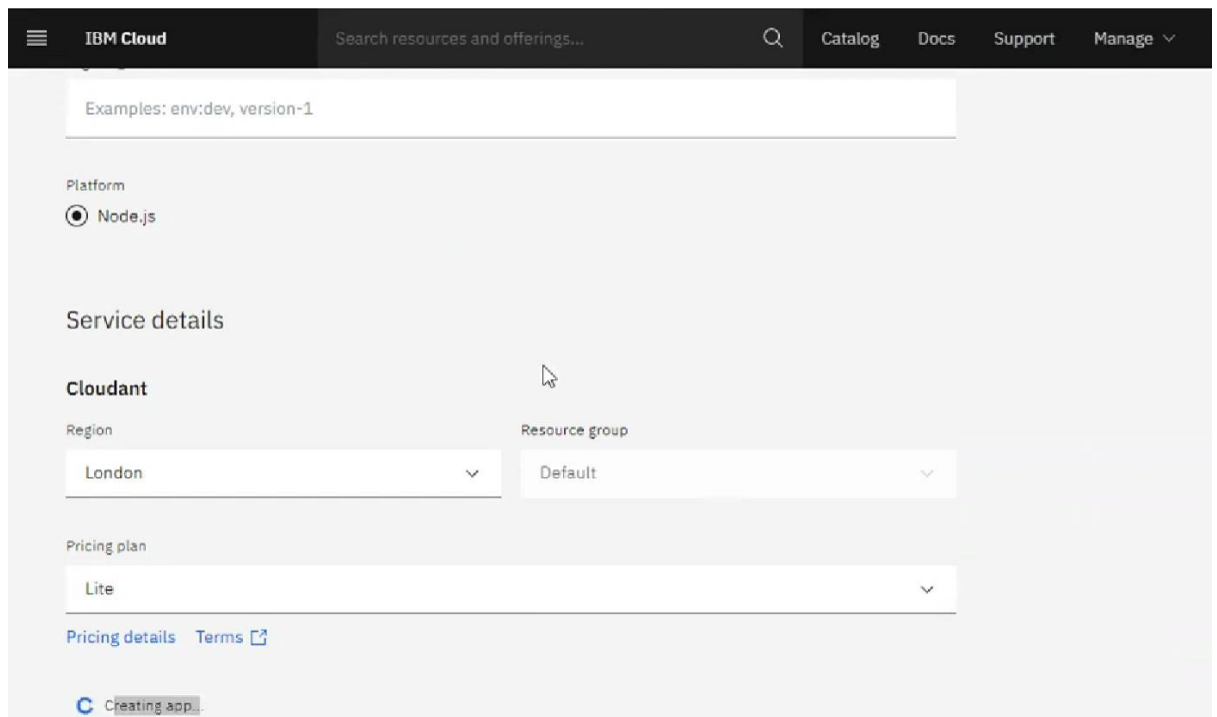 IBM Cloud Search resources and offerings... Catalog Docs Support Manage
Examples: env:dev, version-1
Platform
Node.js
Service details
Cloudant
Region Resource group
London Default
Pricing plan
Lite
Pricing details Terms
Creating app...